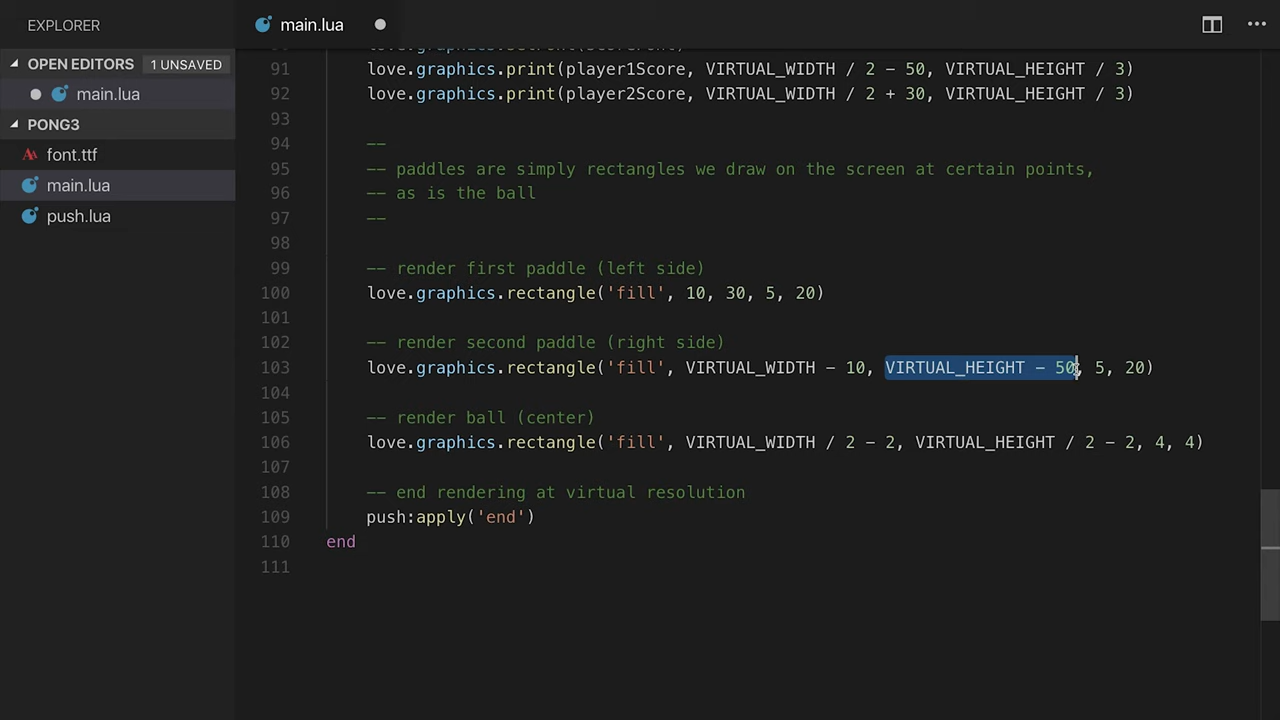 EXPLORER
main.lua
OPEN EDITORS 1 UNSAVED
main.lua
PONG3
font.ttf
main.lua
push.lua
91 love.graphics.print(player1Score, VIRTUAL_WIDTH / 2 - 50, VIRTUAL_HEIGHT / 3)
92 love.graphics.print(player2Score, VIRTUAL_WIDTH / 2 + 30, VIRTUAL_HEIGHT / 3)
93
94 --
95 -- paddles are simply rectangles we draw on the screen at certain points,
96 -- as is the ball
97 --
98
99 -- render first paddle (left side)
100 love.graphics.rectangle('fill', 10, 30, 5, 20)
101
102 -- render second paddle (right side)
103 love.graphics.rectangle('fill', VIRTUAL_WIDTH - 10, VIRTUAL_HEIGHT - 50, 5, 20)
104
105 -- render ball (center)
106 love.graphics.rectangle('fill', VIRTUAL_WIDTH / 2 - 2, VIRTUAL_HEIGHT / 2 - 2, 4, 4)
107
108 -- end rendering at virtual resolution
109 push:apply('end')
110 end
111